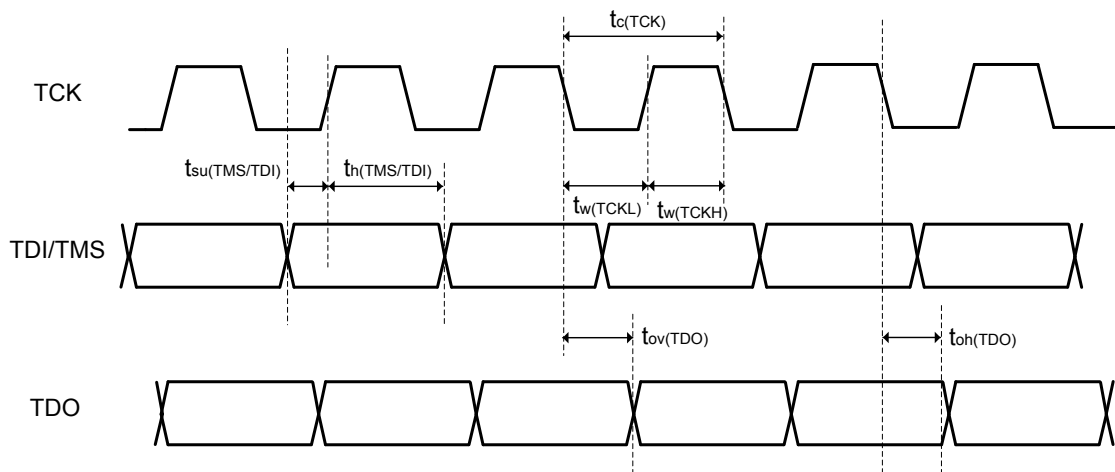 tc(TCK)
TCK
tsu(TMS/TDI) th(TMS/TDI)
tw(TCKL) tw(TCKH)
TDI/TMS
tov(TDO) toh(TDO)
TDO